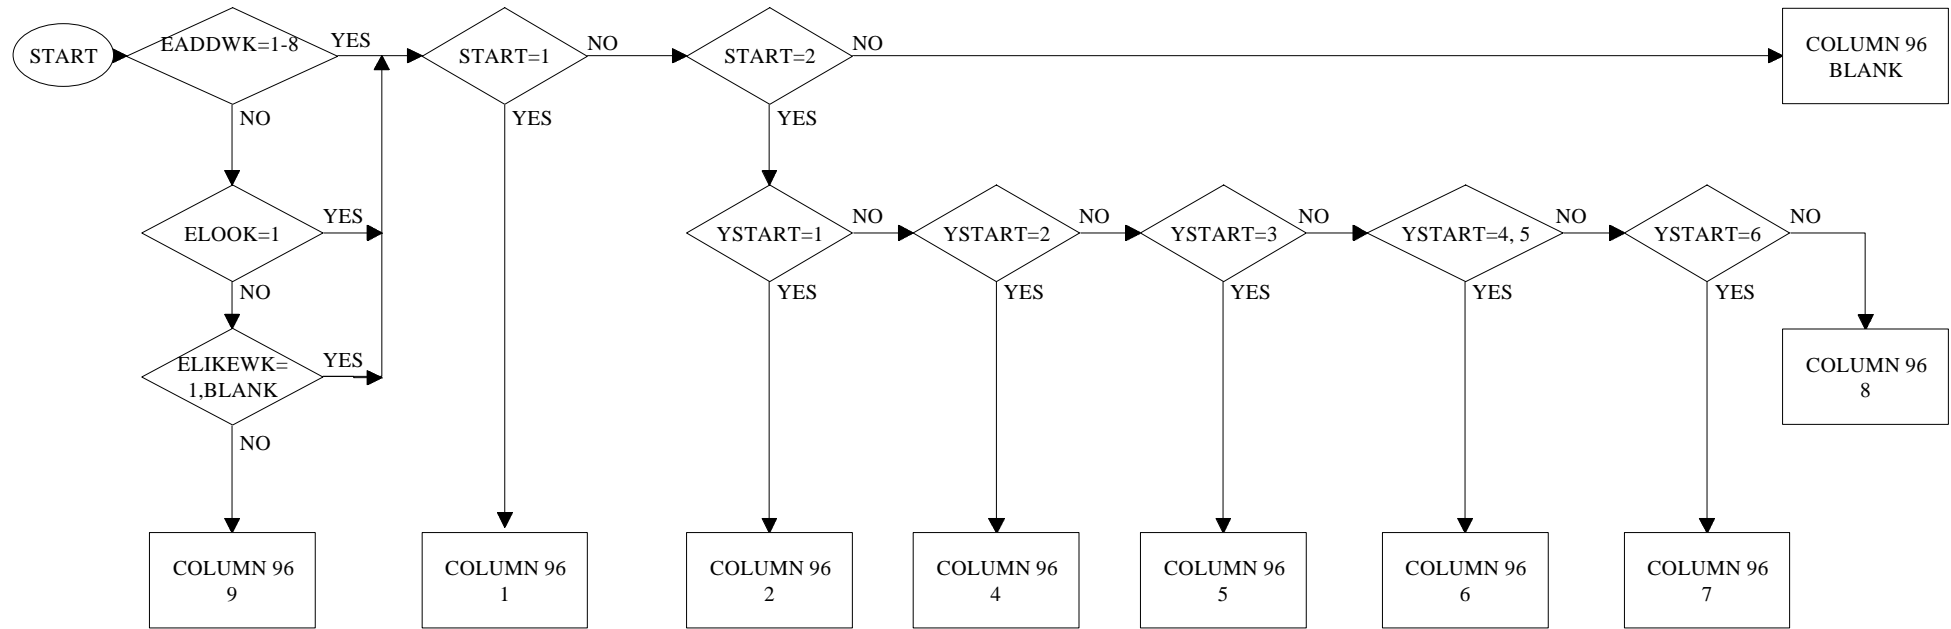 START
EADDWK=1-8
YES
NO
START=1
NO
YES
START=2
NO
YES
COLUMN 96
BLANK
ELOOK=1
YES
NO
YSTART=1
NO
YES
YSTART=2
NO
YES
YSTART=3
NO
YES
YSTART=4, 5
NO
YES
YSTART=6
NO
YES
ELIKEWK=
1,BLANK
YES
NO
COLUMN 96
8
COLUMN 96
9
COLUMN 96
1
COLUMN 96
2
COLUMN 96
4
COLUMN 96
5
COLUMN 96
6
COLUMN 96
7